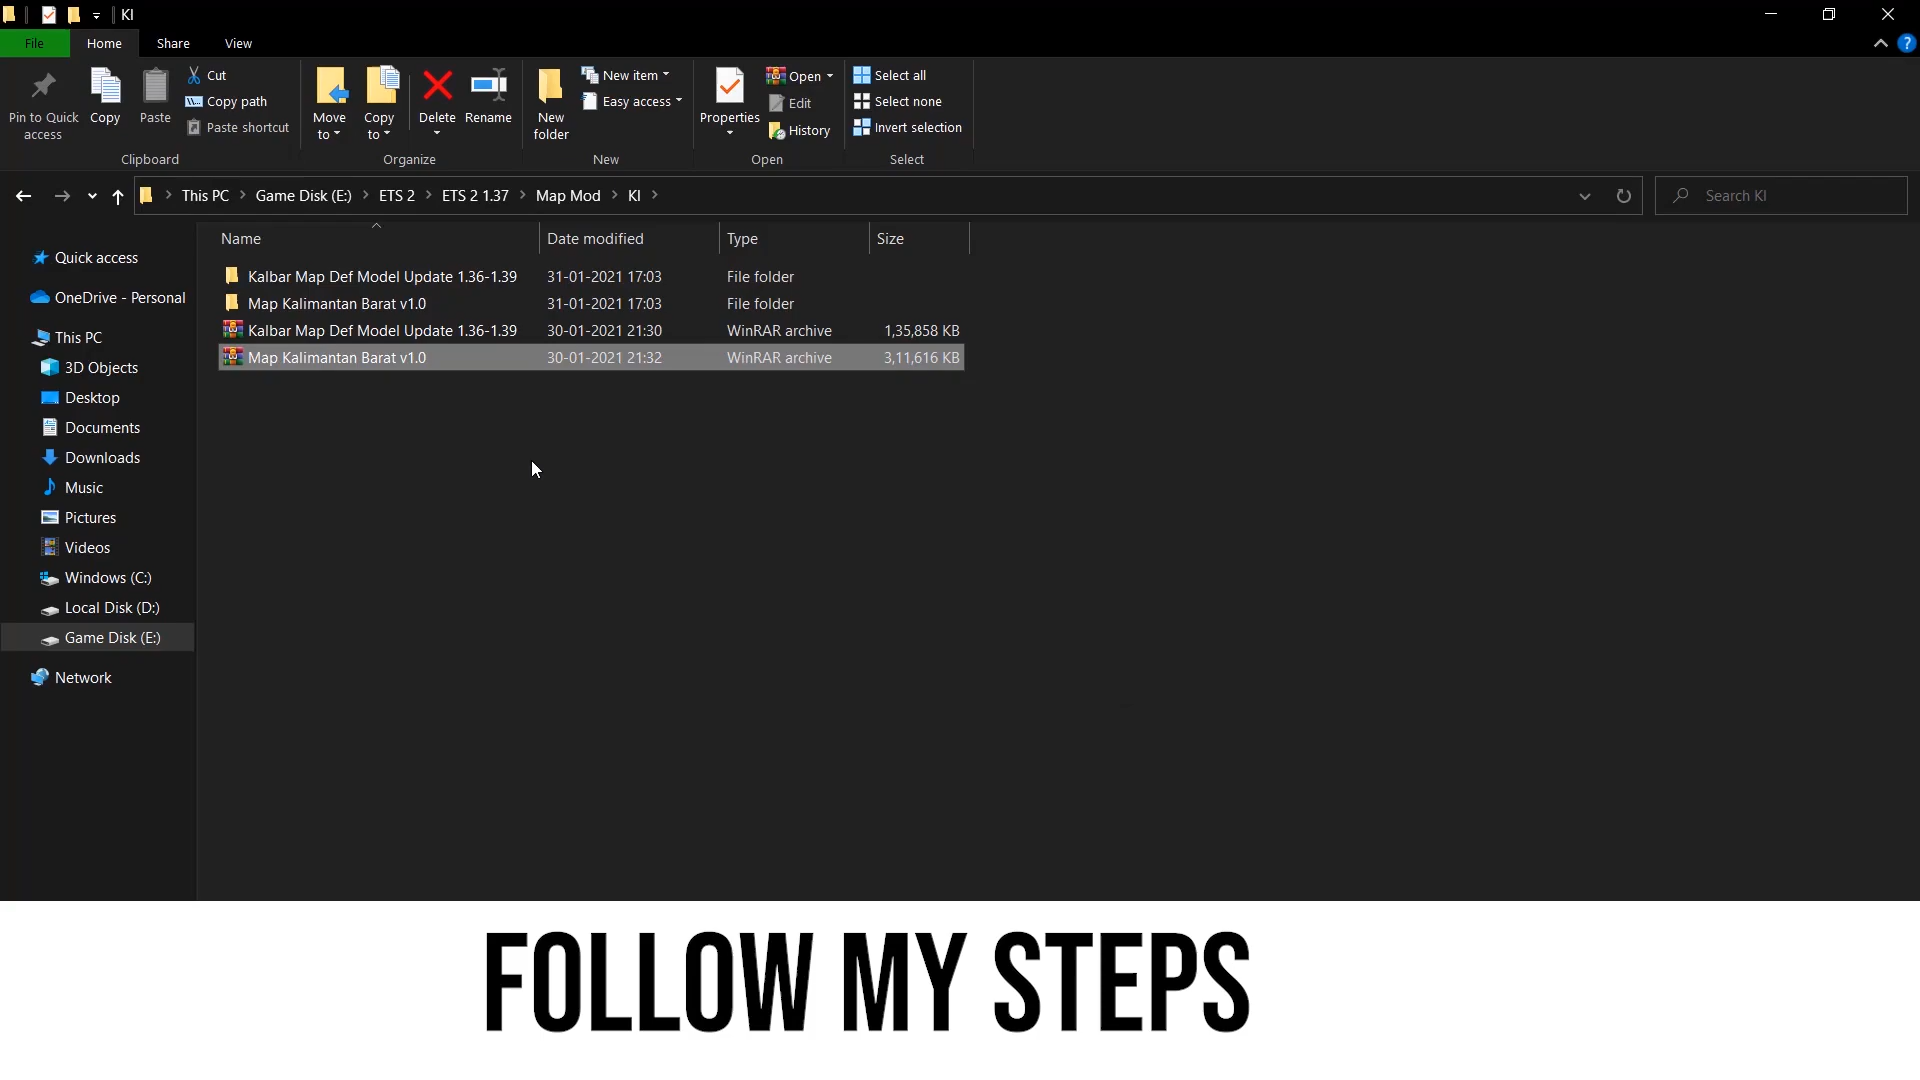 KI
File Home Share View
Pin to Quick access
Copy
Paste
Cut
Copy path
Paste shortcut
Clipboard
Move to
Copy to
Delete
Rename
Organize
New folder
New item
Easy access
New
Properties
Open
Edit
History
Open
Select all
Select none
Invert selection
Select
This PC > Game Disk (E:) > ETS 2 > ETS 2 1.37 > Map Mod > KI >
Search KI
Quick access
OneDrive - Personal
This PC
3D Objects
Desktop
Documents
Downloads
Music
Pictures
Videos
Windows (C:)
Local Disk (D:)
Game Disk (E:)
Network
Name Date modified Type Size
Kalbar Map Def Model Update 1.36-1.39 31-01-2021 17:03 File folder
Map Kalimantan Barat v1.0 31-01-2021 17:03 File folder
Kalbar Map Def Model Update 1.36-1.39 30-01-2021 21:30 WinRAR archive 1,35,858 KB
Map Kalimantan Barat v1.0 30-01-2021 21:32 WinRAR archive 3,11,616 KB
FOLLOW MY STEPS